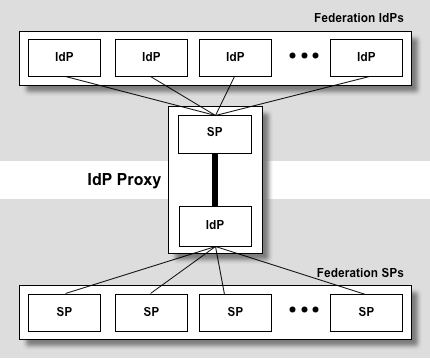 Federation IdPs
IdP IdP IdP ●●● IdP
SP
IdP Proxy
IdP
Federation SPs
SP SP SP ●●● SP